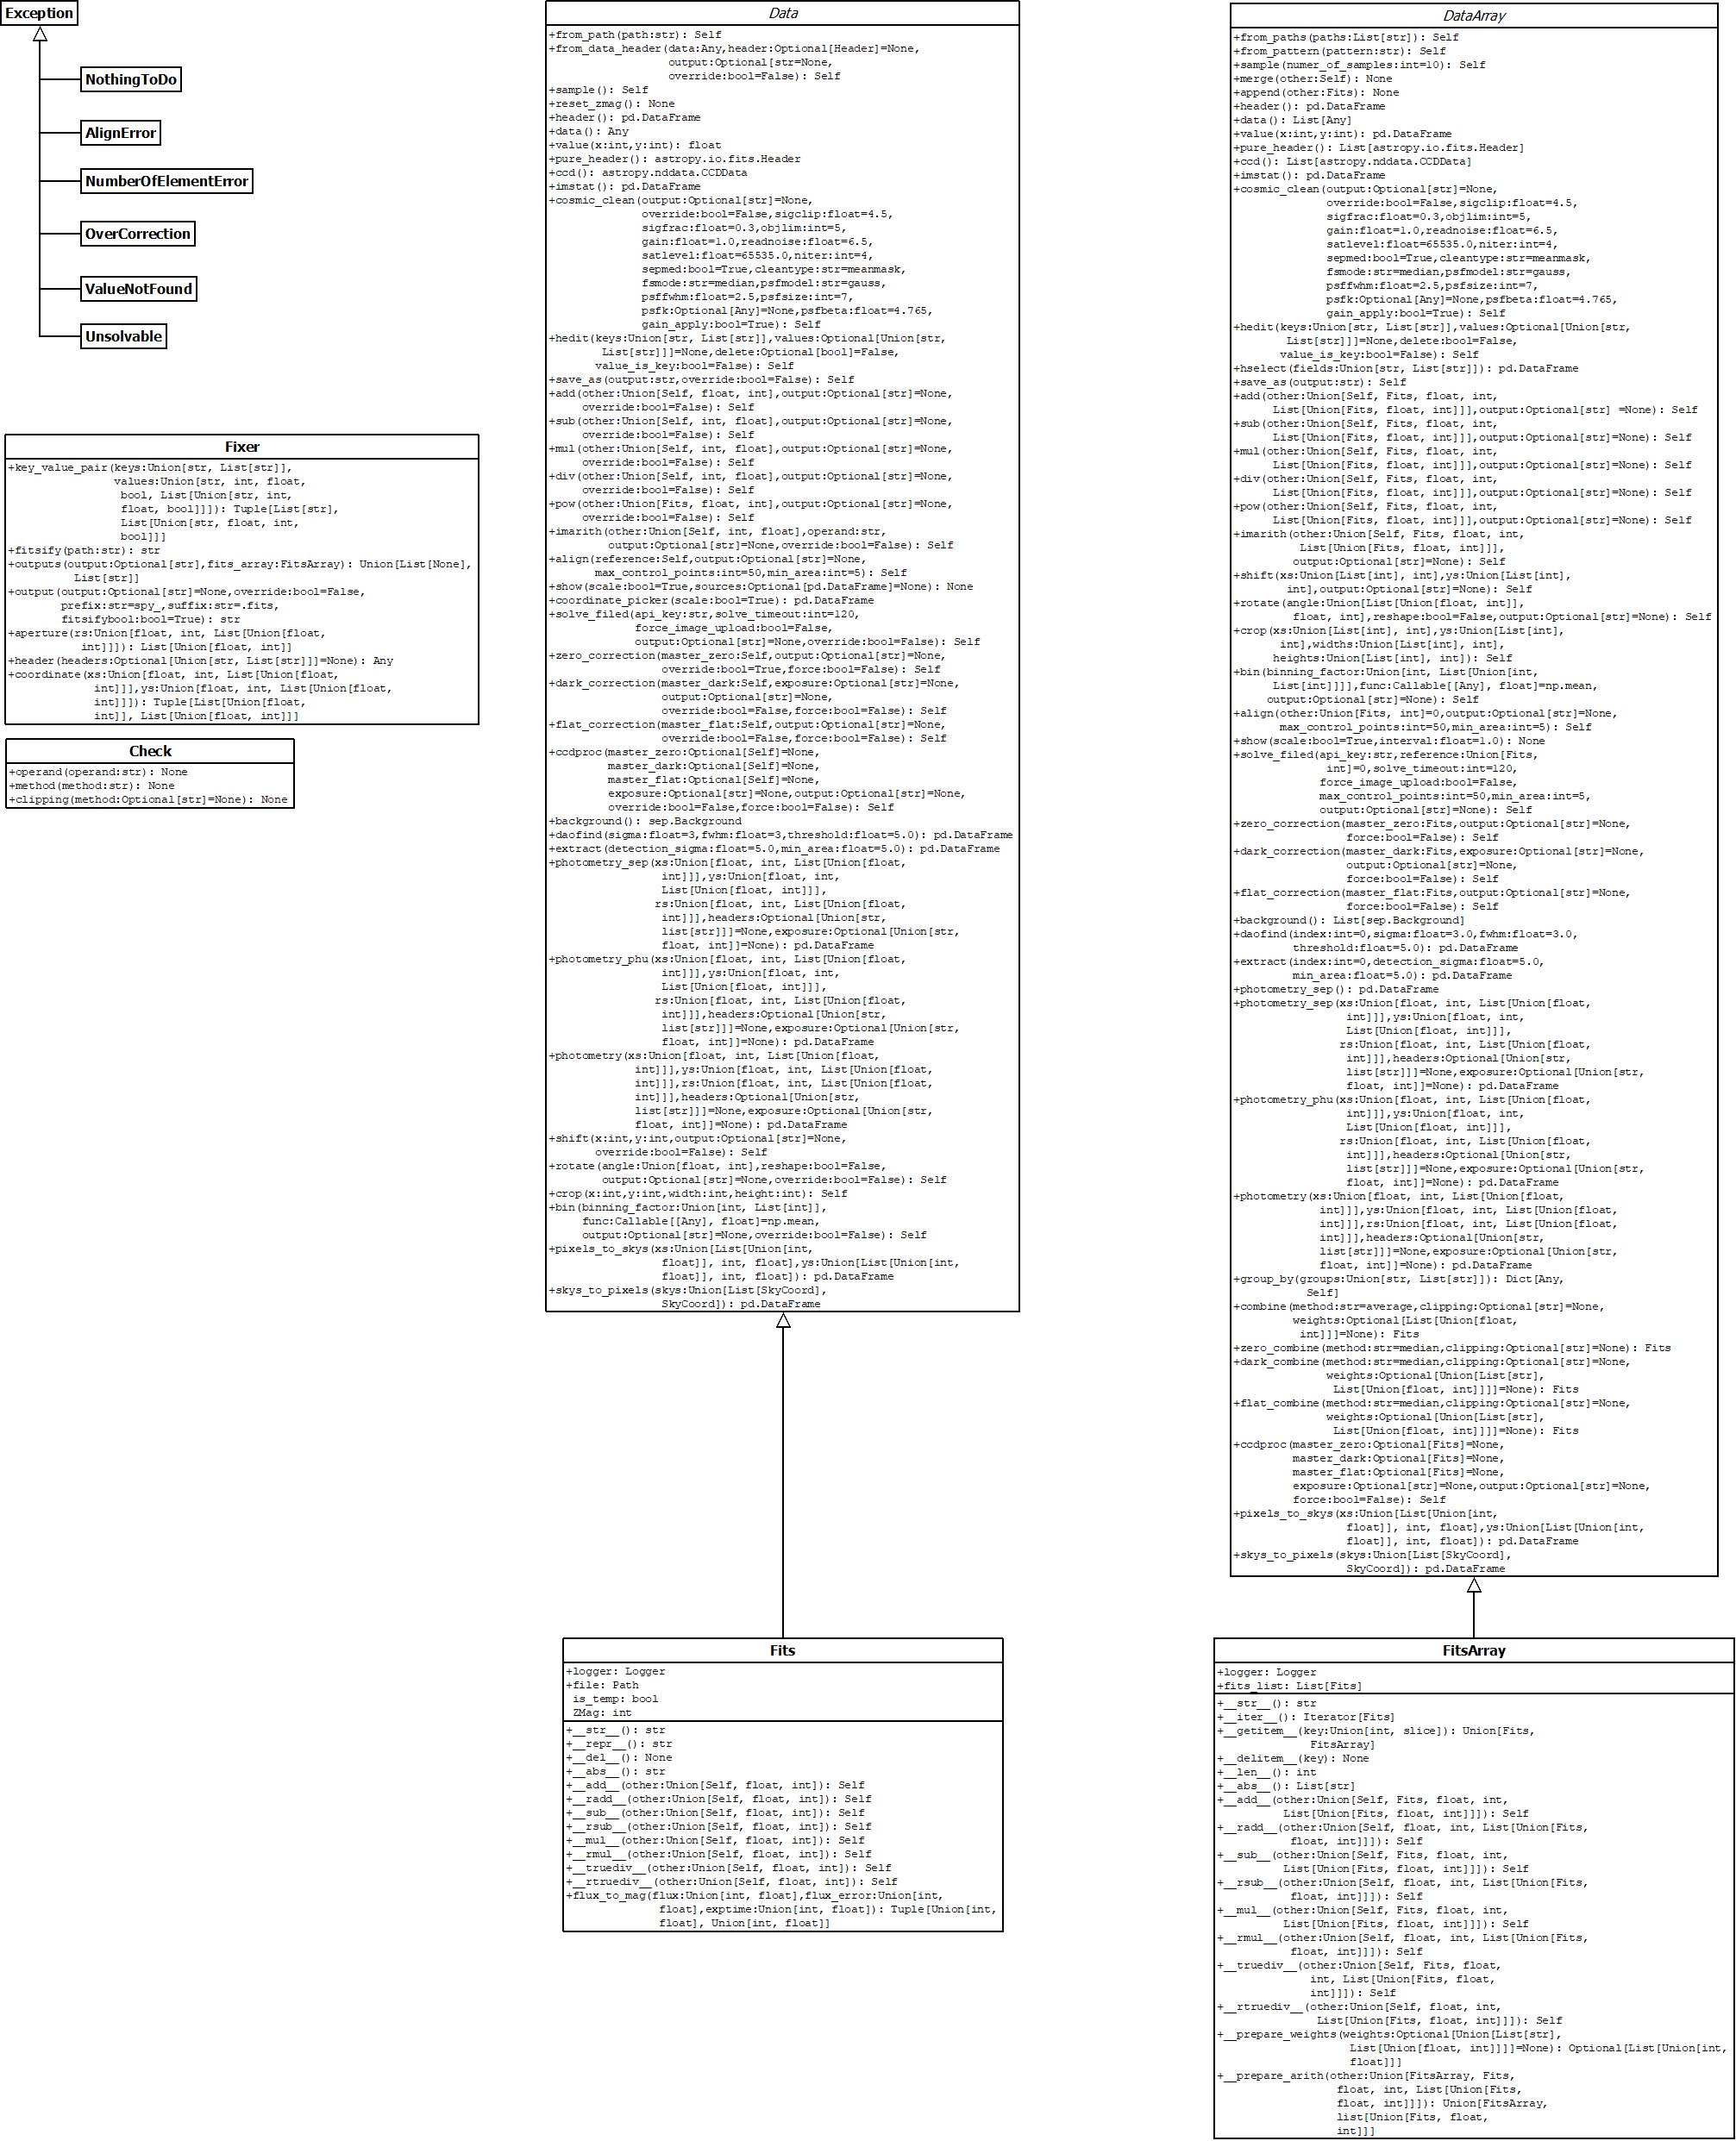 Exception
NothingToDo
AlignError
NumberOfElementError
OverCorrection
ValueNotFound
Unsolvable
Fixer
+key_value_pair(keys:Union[str, List[str]],
values:Union[str, int, float,
bool, List[Union[str, int,
float, bool]]]): Tuple[List[str],
List[Union[str, float, int,
bool]]]
+fitsify(path:str): str
+outputs(output:Optional[str],fits_array:FitsArray): Union[List[None],
List[str]]
+output(output:Optional[str]=None,override:bool=False,
prefix:str=spy_,suffix:str=.fits,
fitsifybool:bool=True): str
+aperture(rs:Union[float, int, List[Union[float,
int]]]): List[Union[float, int]]
+header(headers:Optional[Union[str, List[str]]]=None): Any
+coordinate(xs:Union[float, int, List[Union[float,
int]]],ys:Union[float, int, List[Union[float,
int]]]): Tuple[List[Union[float,
int]], List[Union[float, int]]]
Check
+operand(operand:str): None
+method(method:str): None
+clipping(method:Optional[str]=None): None
Data
+from_path(path:str): Self
+from_data_header(data:Any,header:Optional[Header]=None,
output:Optional[str=None,
override:bool=False): Self
+sample(): Self
+reset_zmag(): None
+header(): pd.DataFrame
+data(): Any
+value(x:int,y:int): float
+pure_header(): astropy.io.fits.Header
+ccd(): astropy.nddata.CCDData
+imstat(): pd.DataFrame
+cosmic_clean(output:Optional[str]=None,
override:bool=False,sigclip:float=4.5,
sigfrac:float=0.3,objlim:int=5,
gain:float=1.0,readnoise:float=6.5,
satlevel:float=65535.0,niter:int=4,
sepmed:bool=True,cleantype:str=meanmask,
fsmode:str=median,psfmodel:str=gauss,
psffwhm:float=2.5,psfsize:int=7,
psfk:Optional[Any]=None,psfbeta:float=4.765,
gain_apply:bool=True): Self
+hedit(keys:Union[str, List[str]],values:Optional[Union[str,
List[str]]]=None,delete:Optional[bool]=False,
value_is_key:bool=False): Self
+save_as(output:str,override:bool=False): Self
+add(other:Union[Self, float, int],output:Optional[str]=None,
override:bool=False): Self
+sub(other:Union[Self, int, float],output:Optional[str]=None,
override:bool=False): Self
+mul(other:Union[Self, int, float],output:Optional[str]=None,
override:bool=False): Self
+div(other:Union[Self, int, float],output:Optional[str]=None,
override:bool=False): Self
+pow(other:Union[Fits, float, int],output:Optional[str]=None,
override:bool=False): Self
+imarith(other:Union[Self, int, float],operand:str,
output:Optional[str]=None,override:bool=False): Self
+align(reference:Self,output:Optional[str]=None,
max_control_points:int=50,min_area:int=5): Self
+show(scale:bool=True,sources:Optional[pd.DataFrame]=None): None
+coordinate_picker(scale:bool=True): pd.DataFrame
+solve_filed(api_key:str,solve_timeout:int=120,
force_image_upload:bool=False,
output:Optional[str]=None,override:bool=False): Self
+zero_correction(master_zero:Self,output:Optional[str]=None,
override:bool=True,force:bool=False): Self
+dark_correction(master_dark:Self,exposure:Optional[str]=None,
output:Optional[str]=None,
override:bool=False,force:bool=False): Self
+flat_correction(master_flat:Self,output:Optional[str]=None,
override:bool=False,force:bool=False): Self
+ccdproc(master_zero:Optional[Self]=None,
master_dark:Optional[Self]=None,
master_flat:Optional[Self]=None,
exposure:Optional[str]=None,output:Optional[str]=None,
override:bool=False,force:bool=False): Self
+background(): sep.Background
+daofind(sigma:float=3,fwhm:float=3,threshold:float=5.0): pd.DataFrame
+extract(detection_sigma:float=5.0,min_area:float=5.0): pd.DataFrame
+photometry_sep(xs:Union[float, int, List[Union[float,
int]]],ys:Union[float, int,
List[Union[float, int]]],
rs:Union[float, int, List[Union[float,
int]]],headers:Optional[Union[str,
list[str]]]=None,exposure:Optional[Union[str,
float, int]]=None): pd.DataFrame
+photometry_phu(xs:Union[float, int, List[Union[float,
int]]],ys:Union[float, int,
List[Union[float, int]]],
rs:Union[float, int, List[Union[float,
int]]],headers:Optional[Union[str,
list[str]]]=None,exposure:Optional[Union[str,
float, int]]=None): pd.DataFrame
+photometry(xs:Union[float, int, List[Union[float,
int]]],ys:Union[float, int, List[Union[float,
int]]],rs:Union[float, int, List[Union[float,
int]]],headers:Optional[Union[str,
list[str]]]=None,exposure:Optional[Union[str,
float, int]]=None): pd.DataFrame
+shift(x:int,y:int,output:Optional[str]=None,
override:bool=False): Self
+rotate(angle:Union[float, int],reshape:bool=False,
output:Optional[str]=None,override:bool=False): Self
+crop(x:int,y:int,width:int,height:int): Self
+bin(binning_factor:Union[int, List[int]],
func:Callable[[Any], float]=np.mean,
output:Optional[str]=None,override:bool=False): Self
+pixels_to_skys(xs:Union[List[Union[int,
float]], int, float],ys:Union[List[Union[int,
float]], int, float]): pd.DataFrame
+skys_to_pixels(skys:Union[List[SkyCoord],
SkyCoord]): pd.DataFrame
DataArray
+from_paths(paths:List[str]): Self
+from_pattern(pattern:str): Self
+sample(numer_of_samples:int=10): Self
+merge(other:Self): None
+append(other:Fits): None
+header(): pd.DataFrame
+data(): List[Any]
+value(x:int,y:int): pd.DataFrame
+pure_header(): List[astropy.io.fits.Header]
+ccd(): List[astropy.nddata.CCDData]
+imstat(): pd.DataFrame
+cosmic_clean(output:Optional[str]=None,
override:bool=False,sigclip:float=4.5,
sigfrac:float=0.3,objlim:int=5,
gain:float=1.0,readnoise:float=6.5,
satlevel:float=65535.0,niter:int=4,
sepmed:bool=True,cleantype:str=meanmask,
fsmode:str=median,psfmodel:str=gauss,
psffwhm:float=2.5,psfsize:int=7,
psfk:Optional[Any]=None,psfbeta:float=4.765,
gain_apply:bool=True): Self
+hedit(keys:Union[str, List[str]],values:Optional[Union[str,
List[str]]]=None,delete:bool=False,
value_is_key:bool=False): Self
+hselect(fields:Union[str, List[str]]): pd.DataFrame
+save_as(output:str): Self
+add(other:Union[Self, Fits, float, int,
List[Union[Fits, float, int]]],output:Optional[str] =None): Self
+sub(other:Union[Self, Fits, float, int,
List[Union[Fits, float, int]]],output:Optional[str]=None): Self
+mul(other:Union[Self, Fits, float, int,
List[Union[Fits, float, int]]],output:Optional[str]=None): Self
+div(other:Union[Self, Fits, float, int,
List[Union[Fits, float, int]]],output:Optional[str]=None): Self
+pow(other:Union[Self, Fits, float, int,
List[Union[Fits, float, int]]],output:Optional[str]=None): Self
+imarith(other:Union[Self, Fits, float, int,
List[Union[Fits, float, int]]],
output:Optional[str]=None): Self
+shift(xs:Union[List[int], int],ys:Union[List[int],
int],output:Optional[str]=None): Self
+rotate(angle:Union[List[Union[float, int]],
float, int],reshape:bool=False,output:Optional[str]=None): Self
+crop(xs:Union[List[int], int],ys:Union[List[int],
int],widths:Union[List[int], int],
heights:Union[List[int], int]): Self
+bin(binning_factor:Union[int, List[Union[int,
List[int]]]],func:Callable[[Any], float]=np.mean,
output:Optional[str]=None): Self
+align(other:Union[Fits, int]=0,output:Optional[str]=None,
max_control_points:int=50,min_area:int=5): Self
+show(scale:bool=True,interval:float=1.0): None
+solve_filed(api_key:str,reference:Union[Fits,
int]=0,solve_timeout:int=120,
force_image_upload:bool=False,
max_control_points:int=50,min_area:int=5,
output:Optional[str]=None): Self
+zero_correction(master_zero:Fits,output:Optional[str]=None,
force:bool=False): Self
+dark_correction(master_dark:Fits,exposure:Optional[str]=None,
output:Optional[str]=None,
force:bool=False): Self
+flat_correction(master_flat:Fits,output:Optional[str]=None,
force:bool=False): Self
+background(): List[sep.Background]
+daofind(index:int=0,sigma:float=3.0,fwhm:float=3.0,
threshold:float=5.0): pd.DataFrame
+extract(index:int=0,detection_sigma:float=5.0,
min_area:float=5.0): pd.DataFrame
+photometry_sep(): pd.DataFrame
+photometry_sep(xs:Union[float, int, List[Union[float,
int]]],ys:Union[float, int,
List[Union[float, int]]],
rs:Union[float, int, List[Union[float,
int]]],headers:Optional[Union[str,
list[str]]]=None,exposure:Optional[Union[str,
float, int]]=None): pd.DataFrame
+photometry_phu(xs:Union[float, int, List[Union[float,
int]]],ys:Union[float, int,
List[Union[float, int]]],
rs:Union[float, int, List[Union[float,
int]]],headers:Optional[Union[str,
list[str]]]=None,exposure:Optional[Union[str,
float, int]]=None): pd.DataFrame
+photometry(xs:Union[float, int, List[Union[float,
int]]],ys:Union[float, int, List[Union[float,
int]]],rs:Union[float, int, List[Union[float,
int]]],headers:Optional[Union[str,
list[str]]]=None,exposure:Optional[Union[str,
float, int]]=None): pd.DataFrame
+group_by(groups:Union[str, List[str]]): Dict[Any,
Self]
+combine(method:str=average,clipping:Optional[str]=None,
weights:Optional[List[Union[float,
int]]]=None): Fits
+zero_combine(method:str=median,clipping:Optional[str]=None): Fits
+dark_combine(method:str=median,clipping:Optional[str]=None,
weights:Optional[Union[List[str],
List[Union[float, int]]]]=None): Fits
+flat_combine(method:str=median,clipping:Optional[str]=None,
weights:Optional[Union[List[str],
List[Union[float, int]]]]=None): Fits
+ccdproc(master_zero:Optional[Fits]=None,
master_dark:Optional[Fits]=None,
master_flat:Optional[Fits]=None,
exposure:Optional[str]=None,output:Optional[str]=None,
force:bool=False): Self
+pixels_to_skys(xs:Union[List[Union[int,
float]], int, float],ys:Union[List[Union[int,
float]], int, float]): pd.DataFrame
+skys_to_pixels(skys:Union[List[SkyCoord],
SkyCoord]): pd.DataFrame
Fits
+logger: Logger
+file: Path
is_temp: bool
ZMag: int
+__str__(): str
+__repr__(): str
+__del__(): None
+__abs__(): str
+__add__(other:Union[Self, float, int]): Self
+__radd__(other:Union[Self, float, int]): Self
+__sub__(other:Union[Self, float, int]): Self
+__rsub__(other:Union[Self, float, int]): Self
+__mul__(other:Union[Self, float, int]): Self
+__rmul__(other:Union[Self, float, int]): Self
+__truediv__(other:Union[Self, float, int]): Self
+__rtruediv__(other:Union[Self, float, int]): Self
+flux_to_mag(flux:Union[int, float],flux_error:Union[int,
float],exptime:Union[int, float]): Tuple[Union[int,
float], Union[int, float]]
FitsArray
+logger: Logger
+fits_list: List[Fits]
+__str__(): str
+__iter__(): Iterator[Fits]
+__getitem__(key:Union[int, slice]): Union[Fits,
FitsArray]
+__delitem__(key): None
+__len__(): int
+__abs__(): List[str]
+__add__(other:Union[Self, Fits, float, int,
List[Union[Fits, float, int]]]): Self
+__radd__(other:Union[Self, float, int, List[Union[Fits,
float, int]]]): Self
+__sub__(other:Union[Self, Fits, float, int,
List[Union[Fits, float, int]]]): Self
+__rsub__(other:Union[Self, float, int, List[Union[Fits,
float, int]]]): Self
+__mul__(other:Union[Self, Fits, float, int,
List[Union[Fits, float, int]]]): Self
+__rmul__(other:Union[Self, float, int, List[Union[Fits,
float, int]]]): Self
+__truediv__(other:Union[Self, Fits, float,
int, List[Union[Fits, float,
int]]]): Self
+__rtruediv__(other:Union[Self, float, int,
List[Union[Fits, float, int]]]): Self
+__prepare_weights(weights:Optional[Union[List[str],
List[Union[float, int]]]]=None): Optional[List[Union[int,
float]]]
+__prepare_arith(other:Union[FitsArray, Fits,
float, int, List[Union[Fits,
float, int]]]): Union[FitsArray,
list[Union[Fits, float,
int]]]